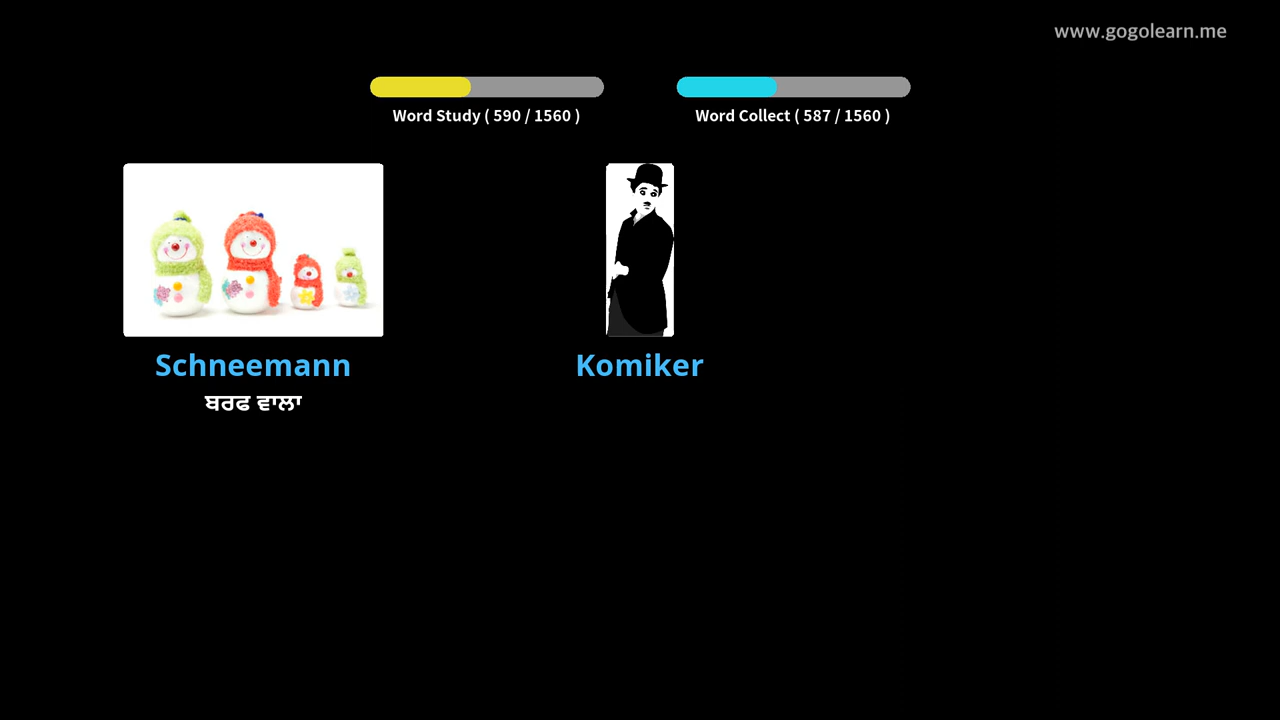 www.gogolearn.me
Word Study ( 590 / 1560 )
Word Collect ( 587 / 1560 )
Schneemann
Komiker
ਬਰਫ ਵਾਲਾ